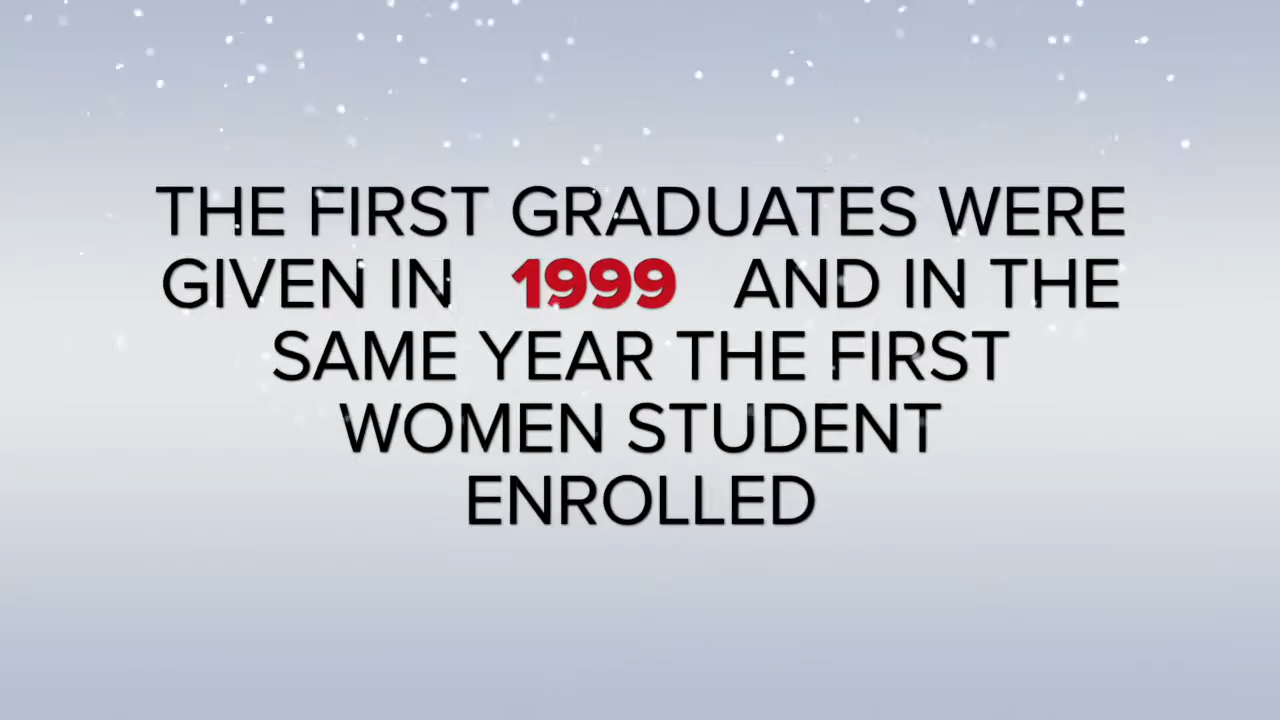 THE FIRST GRADUATES WERE
GIVEN IN 1999 AND IN THE
SAME YEAR THE FIRST
WOMEN STUDENT
ENROLLED